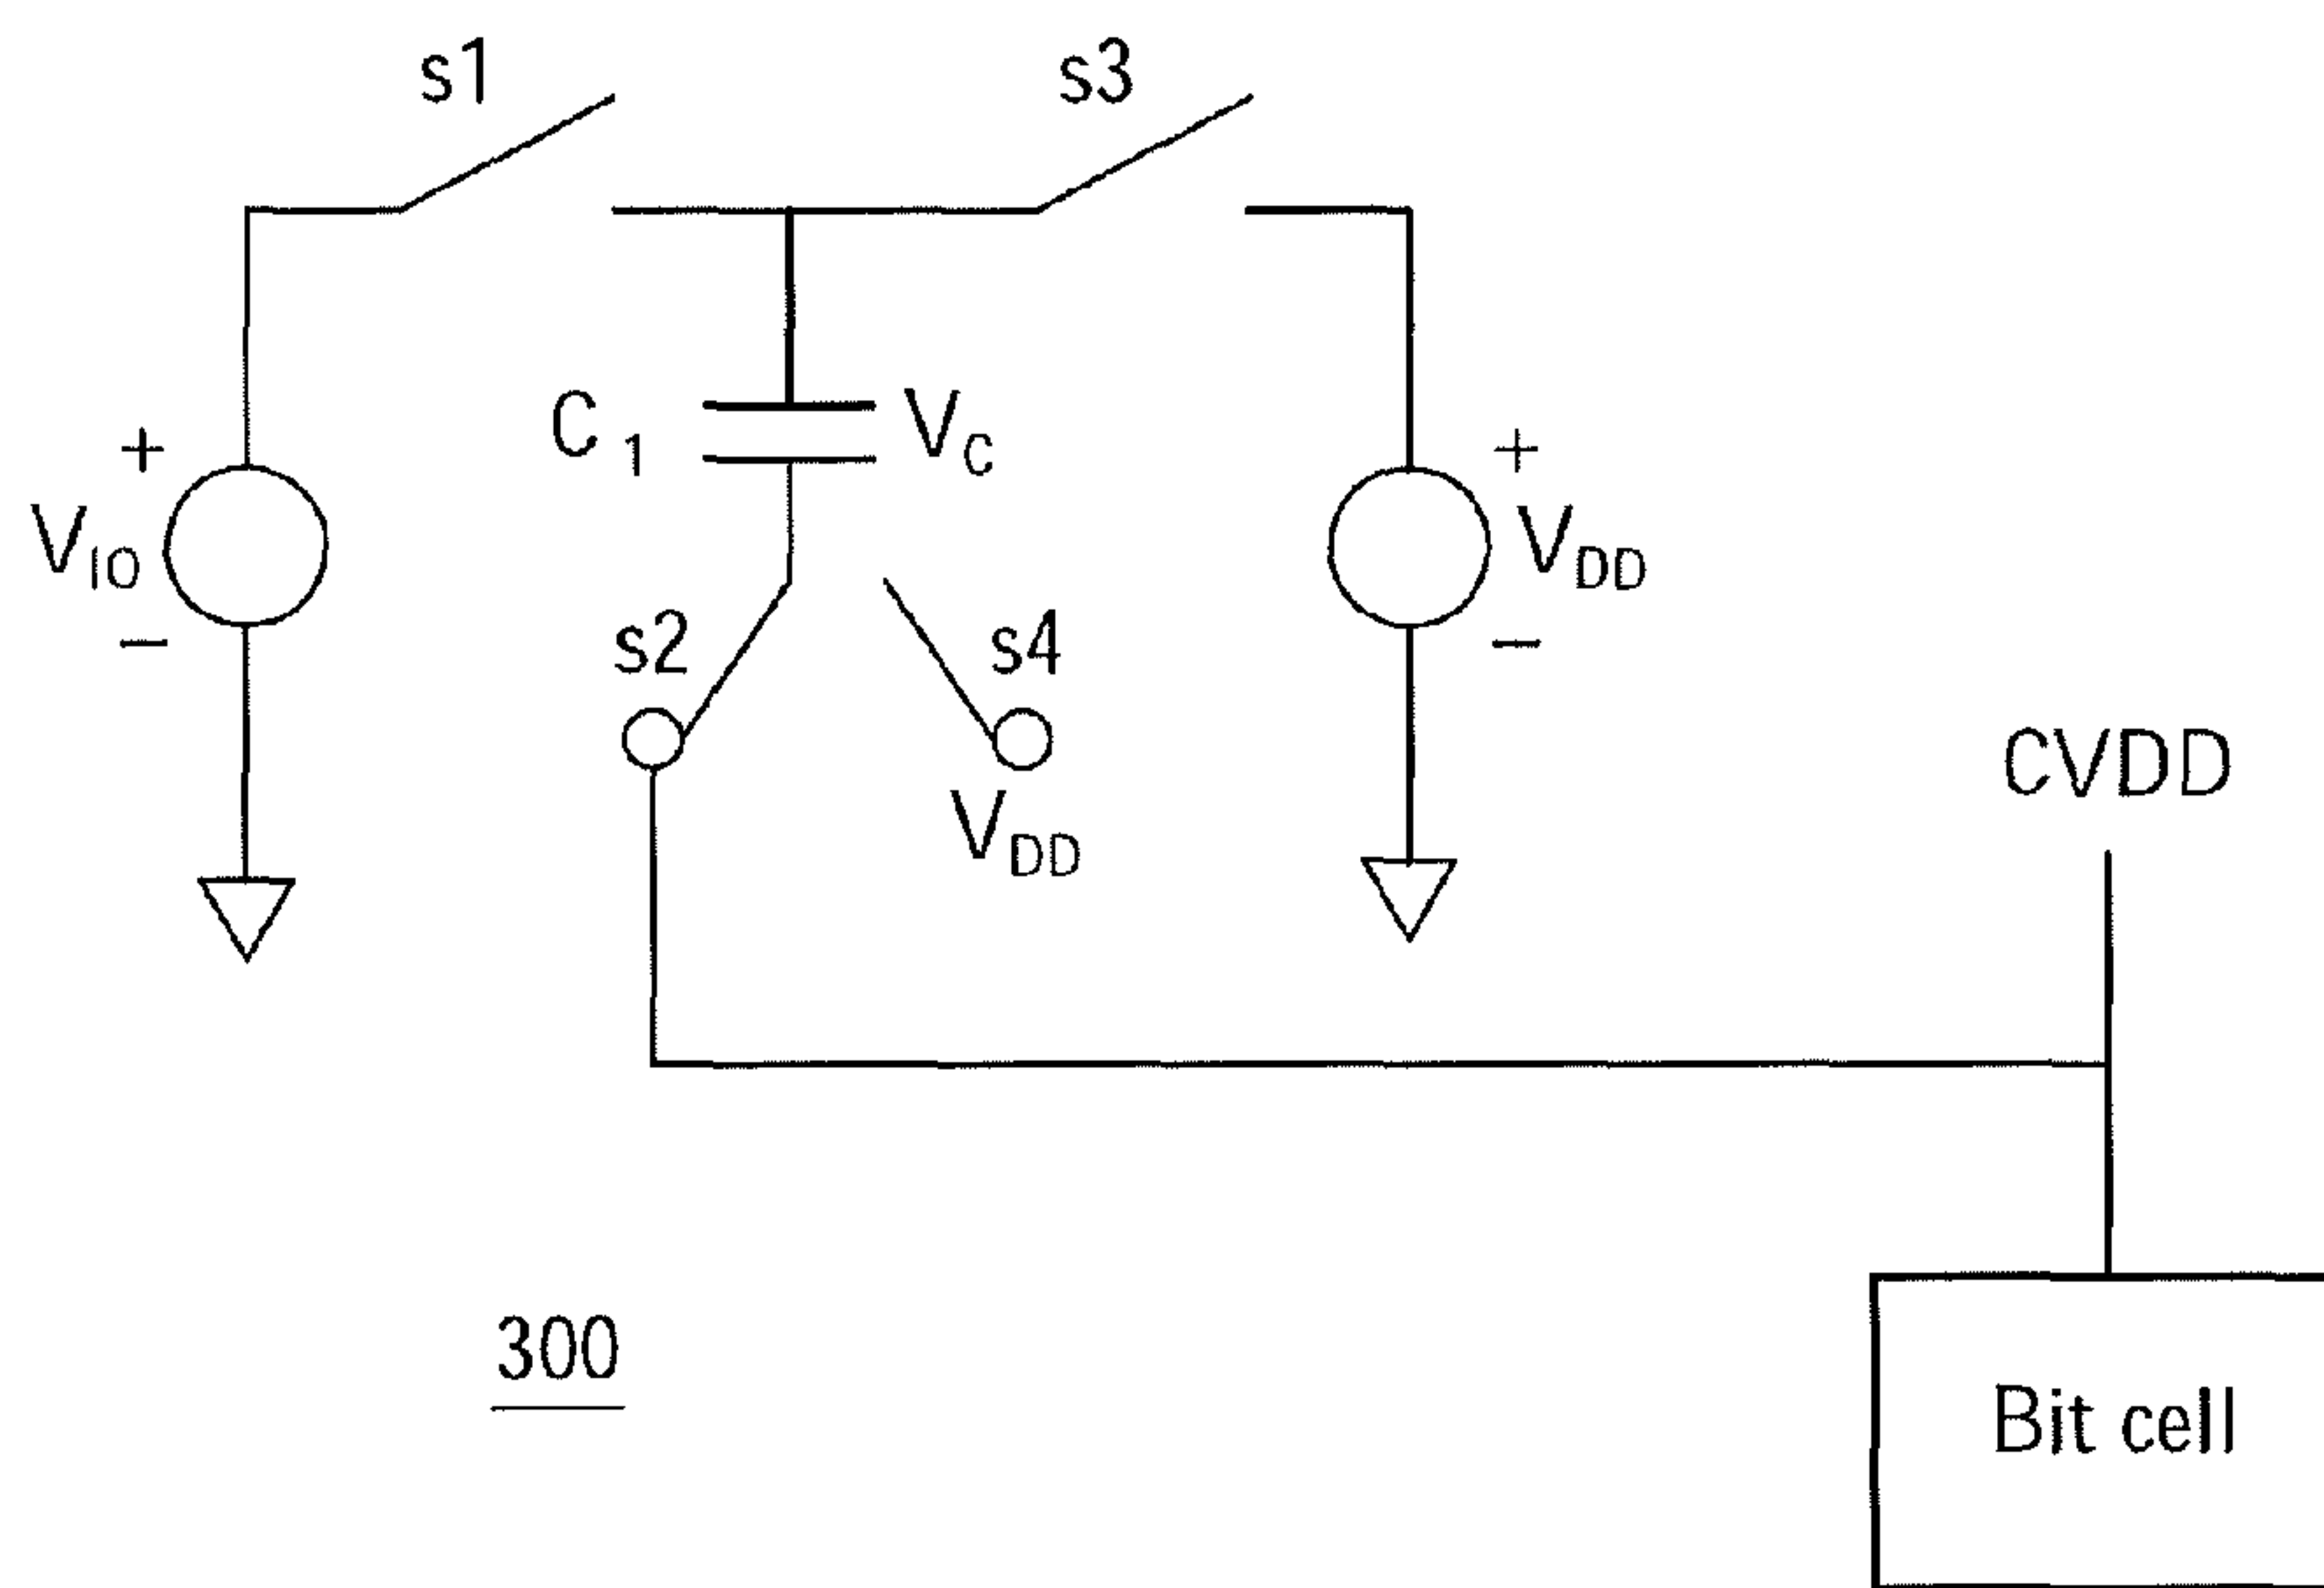 s1
s3
C1
VC
+
+
VIO
VDD
−
−
s2
s4
VDD
CVDD
300
Bit cell